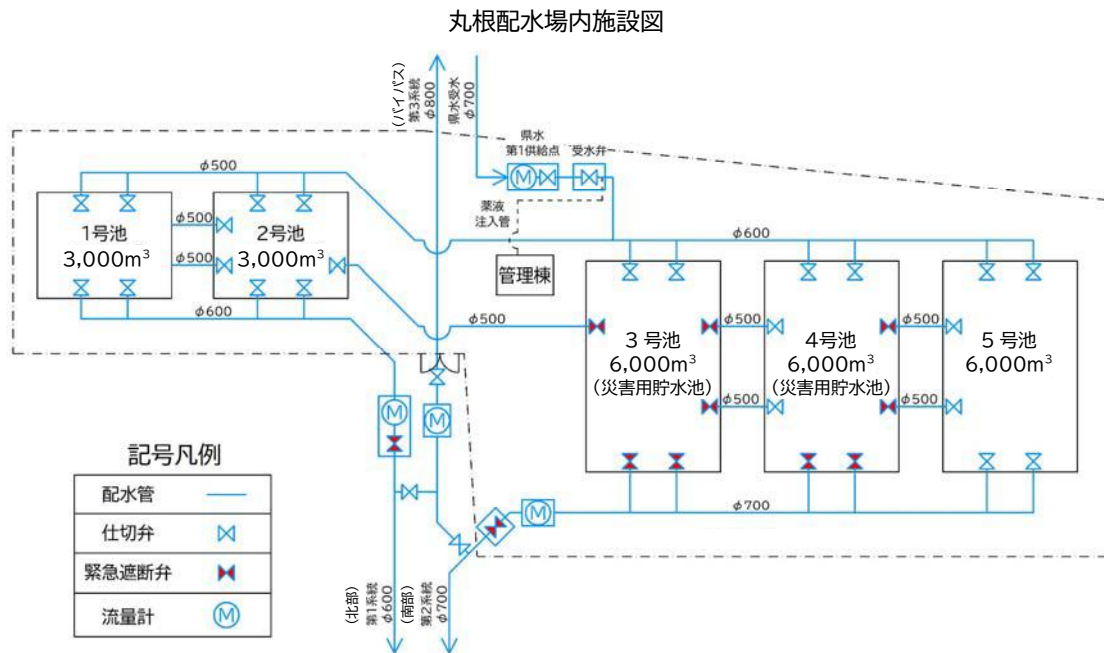 丸根配水場内施設図
(バイパス)
第3系統
φ800
県水受水
φ700
県水
第1供給点
受水弁
M
薬液
注入管
管理棟
φ500
φ500
φ500
1号池
3,000m³
2号池
3,000m³
φ600
φ600
φ500
3号池
6,000m³
(災害用貯水池)
φ500
φ500
4号池
6,000m³
(災害用貯水池)
φ500
φ500
5号池
6,000m³
M
M
M
φ700
(北部)
第1系統
φ600
(南部)
第2系統
φ700
記号凡例
配水管
仕切弁
緊急遮断弁
流量計
M